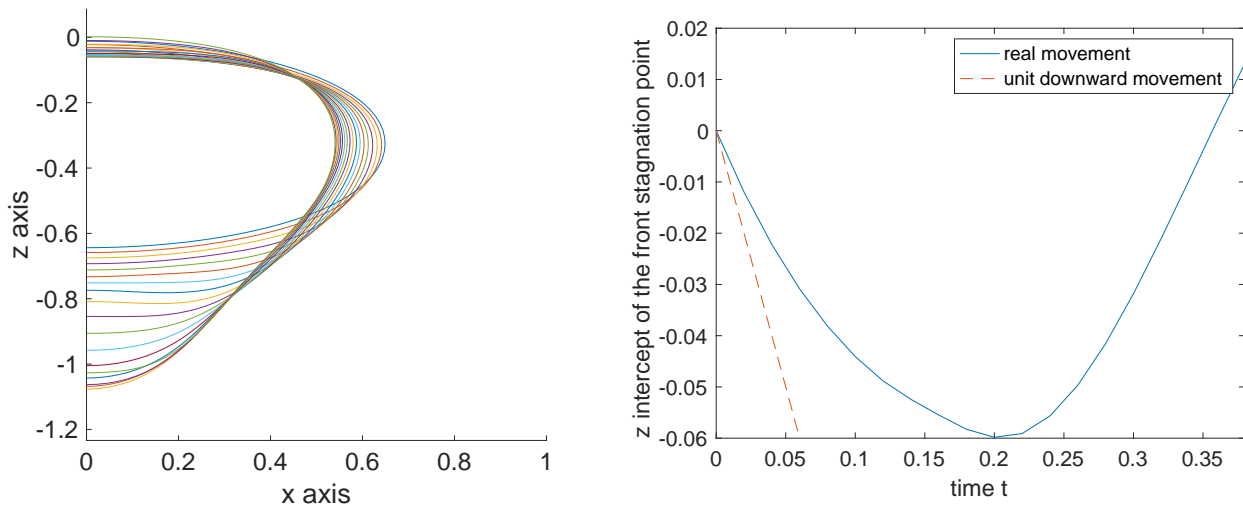 0
-0.2
-0.4
-0.6
-0.8
-1
-1.2
z axis
0 0.2 0.4 0.6 0.8 1
x axis
0.02
0.01
0
-0.01
-0.02
-0.03
-0.04
-0.05
-0.06
z intercept of the front stagnation point
real movement
unit downward movement
0 0.05 0.1 0.15 0.2 0.25 0.3 0.35
time t